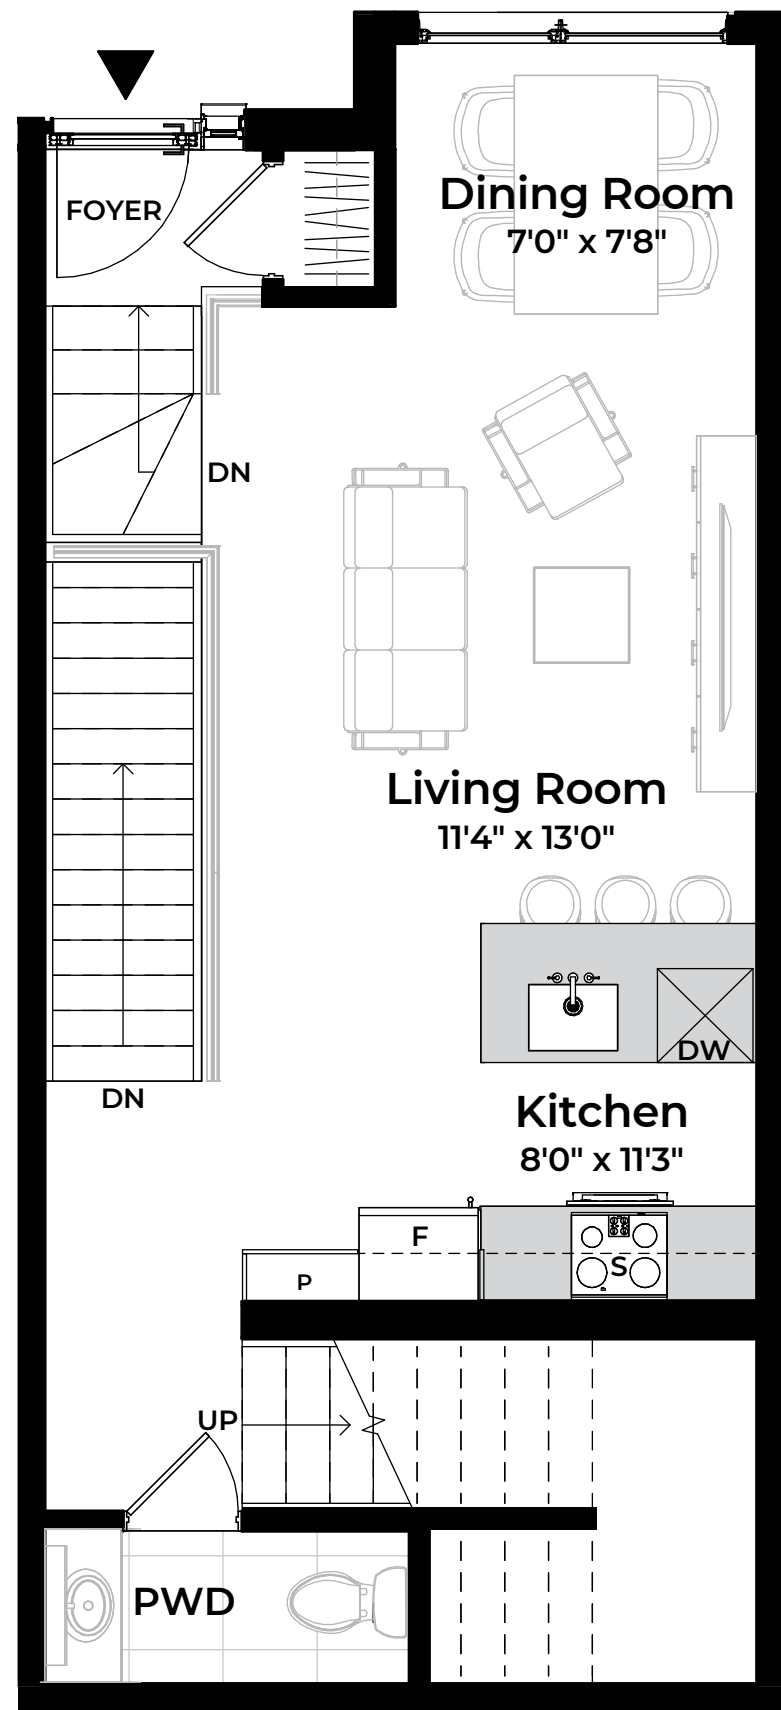 FOYER
Dining Room
7'0" x 7'8"
DN
Living Room
11'4" x 13'0"
DW
DN
Kitchen
8'0" x 11'3"
F
S
P
UP
PWD